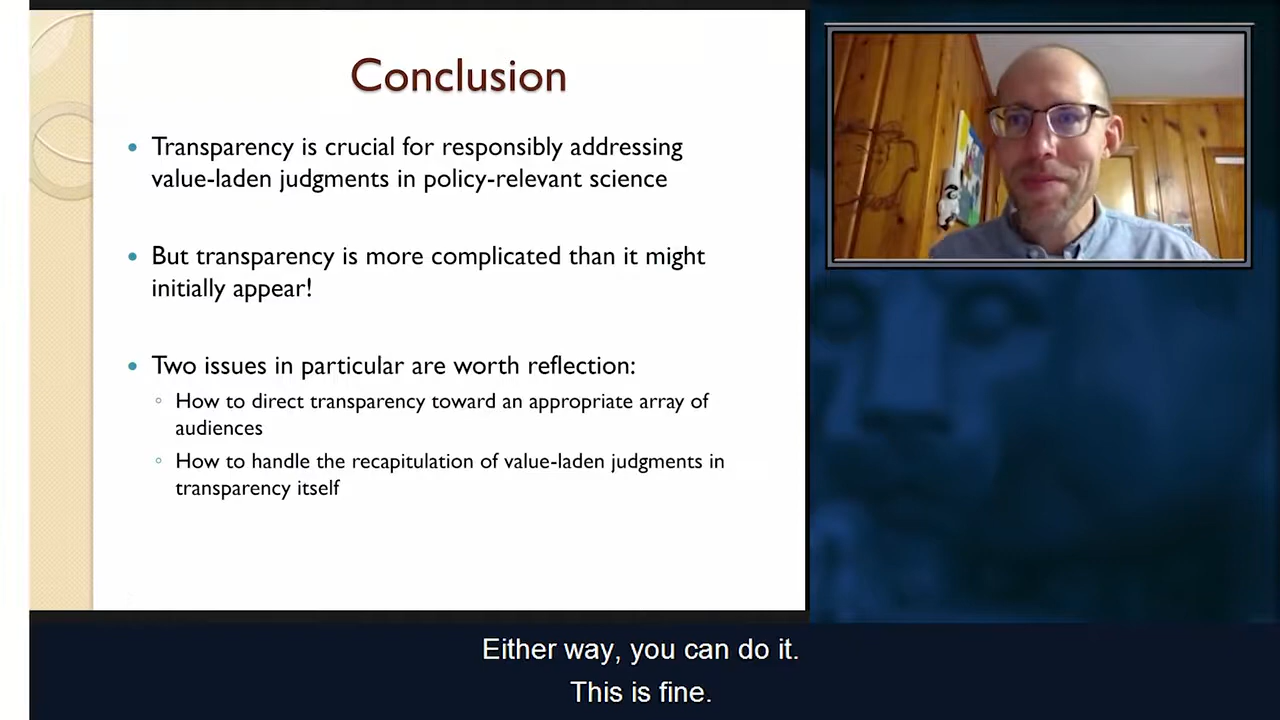 Conclusion
• Transparency is crucial for responsibly addressing
value-laden judgments in policy-relevant science
• But transparency is more complicated than it might
initially appear!
• Two issues in particular are worth reflection:
◦ How to direct transparency toward an appropriate array of
audiences
◦ How to handle the recapitulation of value-laden judgments in
transparency itself
Either way, you can do it.
This is fine.